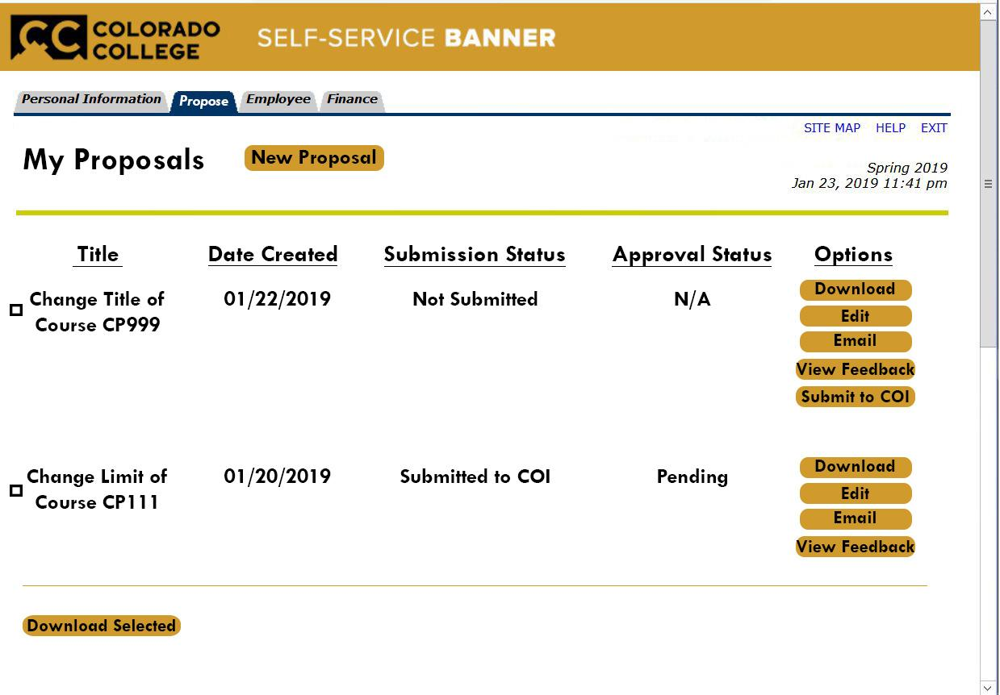 COLORADO
COLLEGE
SELF-SERVICE BANNER
Personal Information Propose Employee Finance
SITE MAP HELP EXIT
My Proposals New Proposal
Spring 2019
Jan 23, 2019 11:41 pm
Title Date Created Submission Status Approval Status Options
Change Title of
Course CP999
01/22/2019
Not Submitted
N/A
Download
Edit
Email
View Feedback
Submit to COI
Change Limit of
Course CP111
01/20/2019
Submitted to COI
Pending
Download
Edit
Email
View Feedback
Download Selected